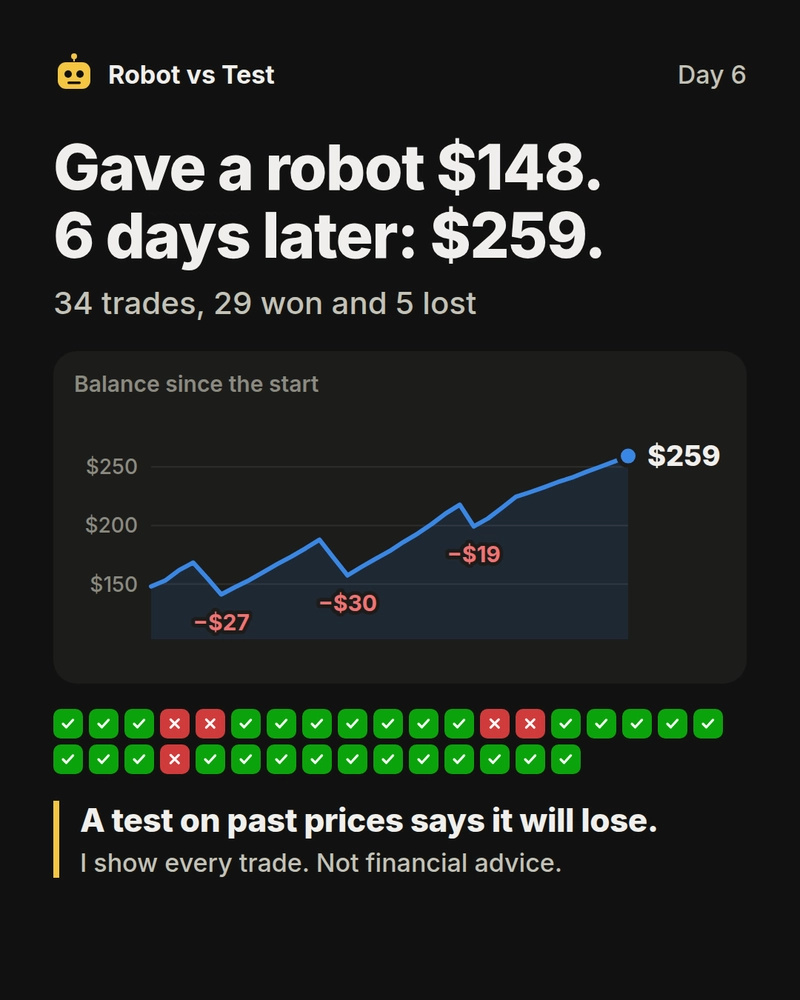 Robot vs Test
Day 6
Gave a robot $148.
6 days later: $259.
34 trades, 29 won and 5 lost
Balance since the start
$250
$259
$200
−$19
$150
−$30
−$27
A test on past prices says it will lose.
I show every trade. Not financial advice.